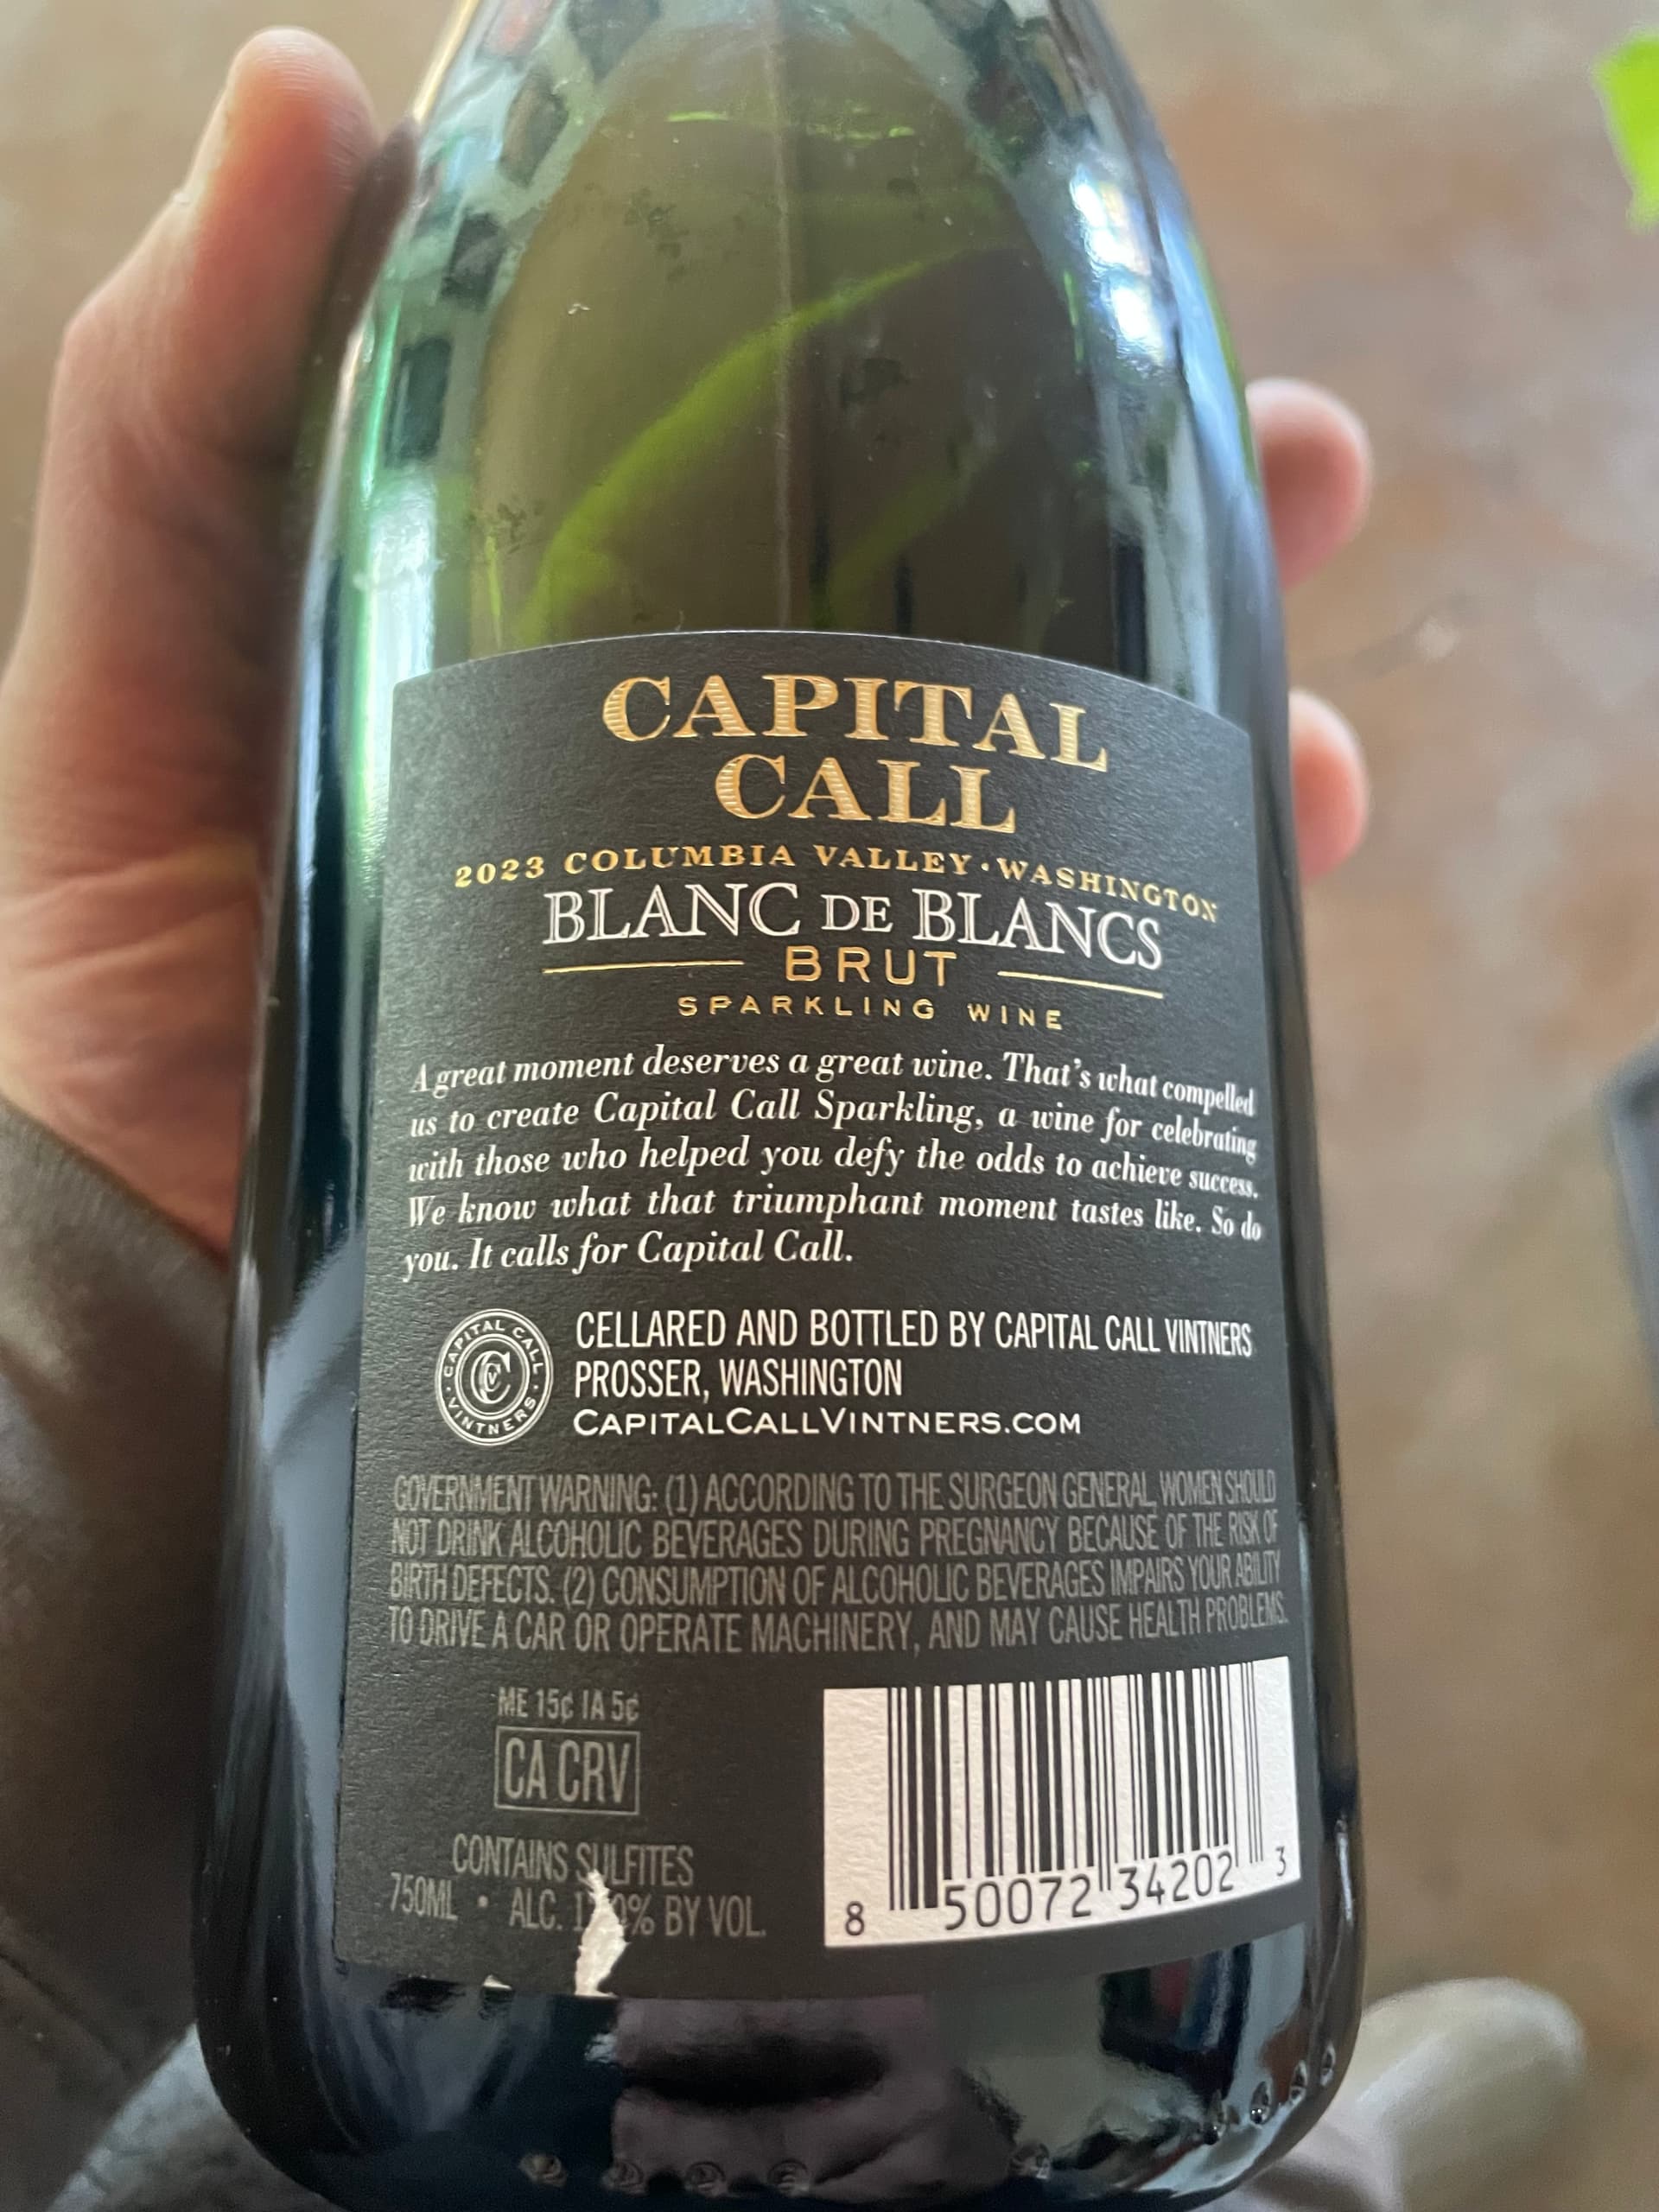 CAPITAL
CALL
2023 COLUMBIA VALLEY · WASHINGTON
BLANC DE BLANCS
BRUT
SPARKLING WINE
A great moment deserves a great wine. That's what compelled
us to create Capital Call Sparkling, a wine for celebrating
with those who helped you defy the odds to achieve success.
We know what that triumphant moment tastes like. So do
you. It calls for Capital Call.
CAPITAL CALL
CCV
· VINTNERS ·
CELLARED AND BOTTLED BY CAPITAL CALL VINTNERS
PROSSER, WASHINGTON
CAPITALCALLVINTNERS.COM
GOVERNMENT WARNING: (1) ACCORDING TO THE SURGEON GENERAL, WOMEN SHOULD
NOT DRINK ALCOHOLIC BEVERAGES DURING PREGNANCY BECAUSE OF THE RISK OF
BIRTH DEFECTS. (2) CONSUMPTION OF ALCOHOLIC BEVERAGES IMPAIRS YOUR ABILITY
TO DRIVE A CAR OR OPERATE MACHINERY, AND MAY CAUSE HEALTH PROBLEMS.
ME 15¢ IA 5¢
CA CRV
CONTAINS SULFITES
750ML • ALC. BY VOL.
8 50072 34202 3